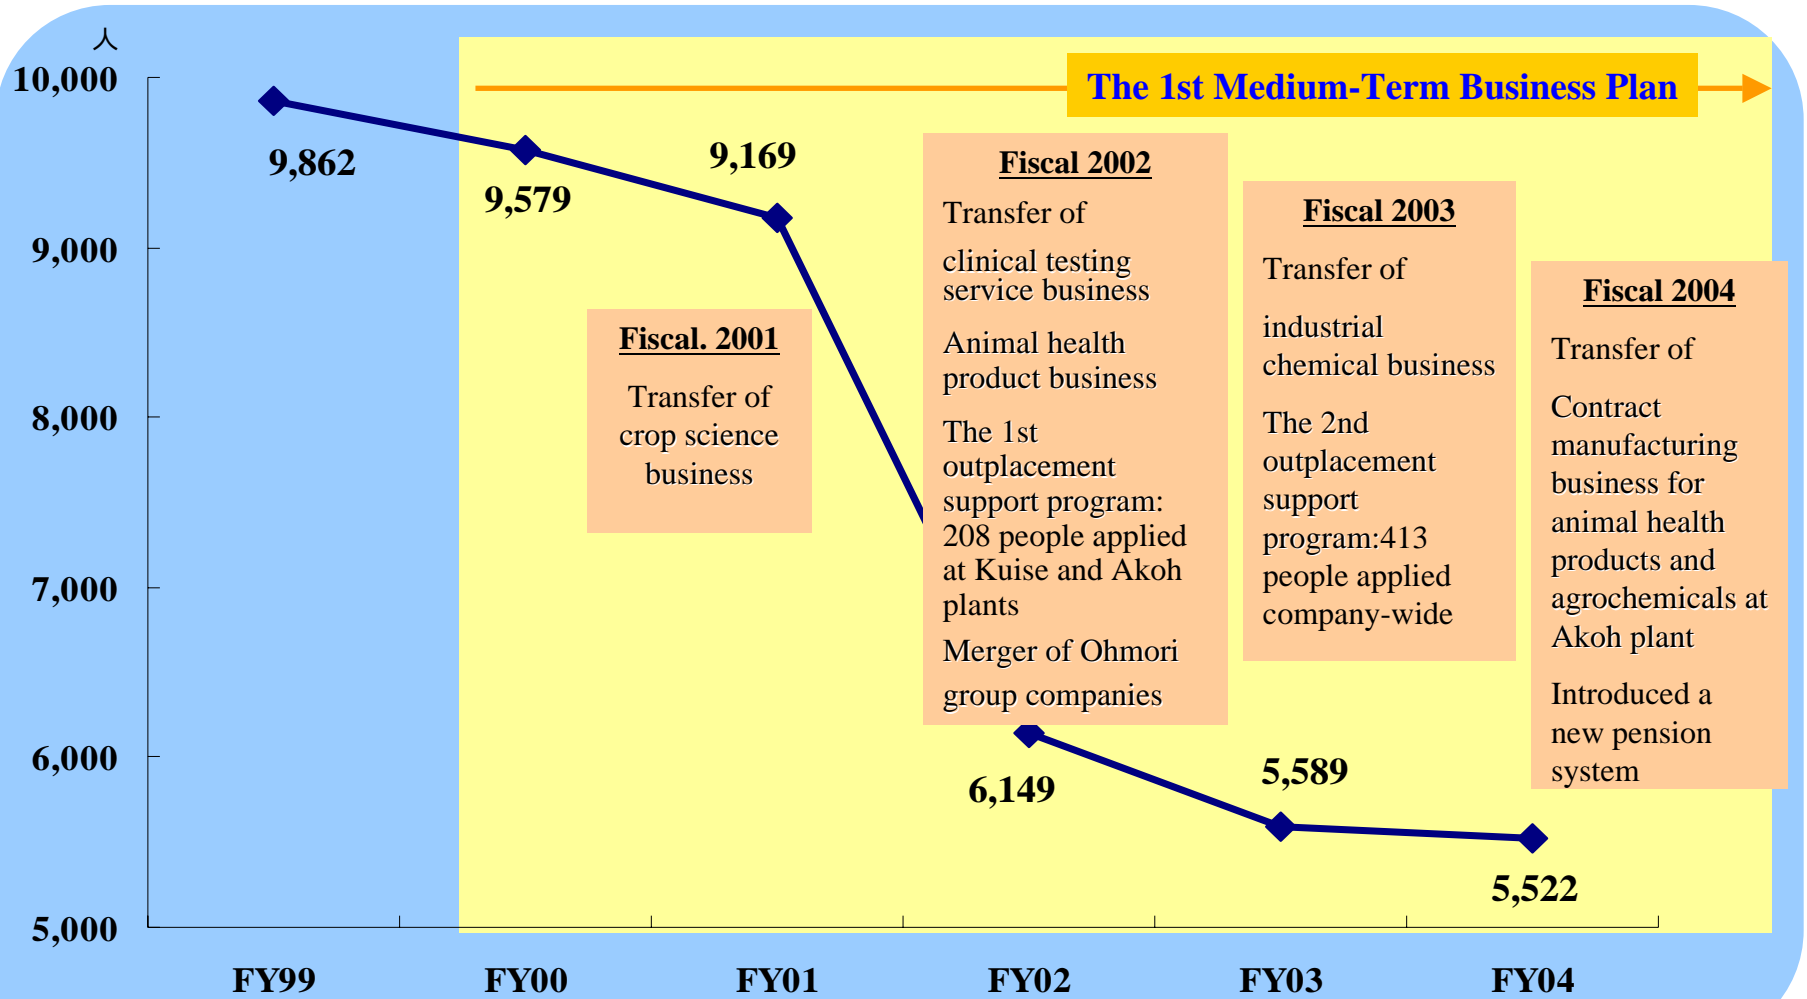 人
10,000
The 1st Medium-Term Business Plan
9,862
9,579
9,169
9,000
8,000
7,000
6,000
5,000
Fiscal. 2001
Transfer of
crop science
business
Fiscal 2002
Transfer of
clinical testing
service business
Animal health
product business
The 1st
outplacement
support program:
208 people applied
at Kuise and Akoh
plants
Merger of Ohmori
group companies
Fiscal 2003
Transfer of
industrial
chemical business
The 2nd
outplacement
support
program:413
people applied
company-wide
Fiscal 2004
Transfer of
Contract
manufacturing
business for
animal health
products and
agrochemicals at
Akoh plant
Introduced a
new pension
system
6,149
5,589
5,522
FY99 FY00 FY01 FY02 FY03 FY04